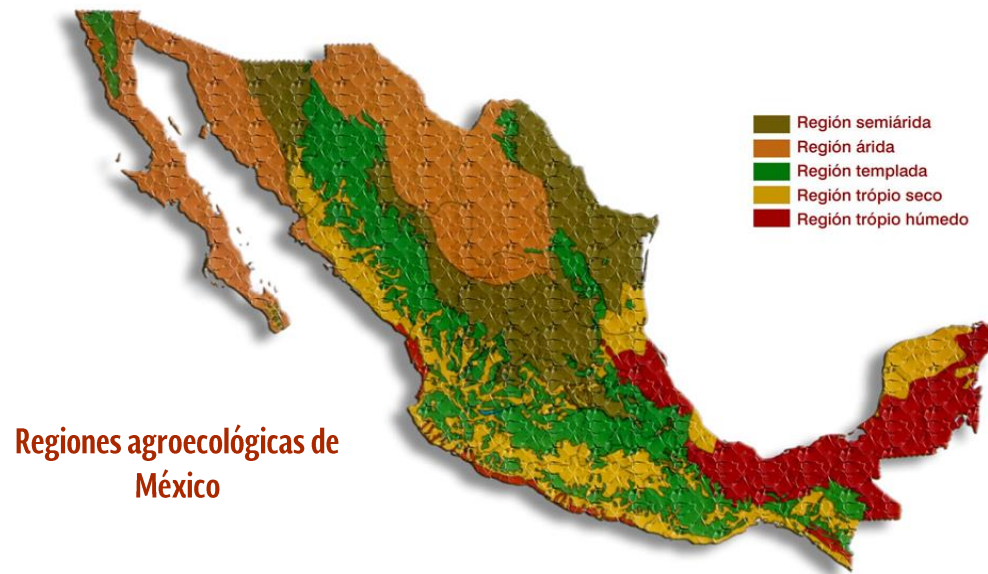 Región semiárida
Región árida
Región templada
Región trópio seco
Región trópio húmedo
Regiones agroecológicas de
México